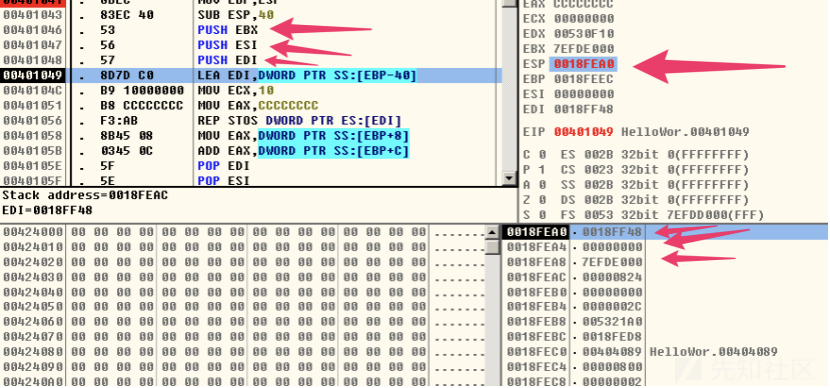 00401041
. 8BEC MOV EBP,ESP
00401043 . 83EC 40 SUB ESP,40
00401046 . 53 PUSH EBX
00401047 . 56 PUSH ESI
00401048 . 57 PUSH EDI
00401049 . 8D7D C0 LEA EDI,DWORD PTR SS:[EBP-40]
0040104C . B9 10000000 MOV ECX,10
00401051 . B8 CCCCCCCC MOV EAX,CCCCCCCC
00401056 . F3:AB REP STOS DWORD PTR ES:[EDI]
00401058 . 8B45 08 MOV EAX,DWORD PTR SS:[EBP+8]
0040105B . 0345 0C ADD EAX,DWORD PTR SS:[EBP+C]
0040105E . 5F POP EDI
0040105F . 5E POP ESI
EAX CCCCCCCC
ECX 00000000
EDX 00530F10
EBX 7EFDE000
ESP 0018FEA0
EBP 0018FEEC
ESI 00000000
EDI 0018FF48
EIP 00401049 HelloWor.00401049
C 0 ES 002B 32bit 0(FFFFFFFF)
P 1 CS 0023 32bit 0(FFFFFFFF)
A 0 SS 002B 32bit 0(FFFFFFFF)
Z 0 DS 002B 32bit 0(FFFFFFFF)
S 0 FS 0053 32bit 7EFDD000(FFF)
Stack address=0018FEAC
EDI=0018FF48
00424000 00 00 00 00 00 00 00 00 00 00 00 00 00 00 00 00 .......
00424010 00 00 00 00 00 00 00 00 00 00 00 00 00 00 00 00 .......
00424020 00 00 00 00 00 00 00 00 00 00 00 00 00 00 00 00 .......
00424030 00 00 00 00 00 00 00 00 00 00 00 00 00 00 00 00 .......
00424040 00 00 00 00 00 00 00 00 00 00 00 00 00 00 00 00 .......
00424050 00 00 00 00 00 00 00 00 00 00 00 00 00 00 00 00 .......
00424060 00 00 00 00 00 00 00 00 00 00 00 00 00 00 00 00 .......
00424070 00 00 00 00 00 00 00 00 00 00 00 00 00 00 00 00 .......
00424080 00 00 00 00 00 00 00 00 00 00 00 00 00 00 00 00 .......
00424090 00 00 00 00 00 00 00 00 00 00 00 00 00 00 00 00 .......
004240A0 00 00 00 00 00 00 00 00 00 00 00 00 00 00 00 00 .......
0018FEA0 0018FF48
0018FEA4 00000000
0018FEA8 7EFDE000
0018FEAC 00000824
0018FEB0 00000000
0018FEB4 0000002C
0018FEB8 005321A0
0018FEBC 0018FED8
0018FEC0 00404089 HelloWor.00404089
0018FEC4 00000800
0018FEC8 00000002
先知社区